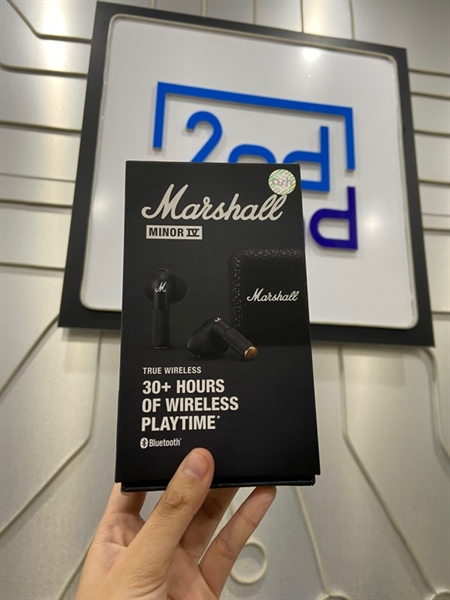 2nd
Marshall
MINOR IV
M
Marshall
TRUE WIRELESS
30+ HOURS
OF WIRELESS
PLAYTIME*
Bluetooth®